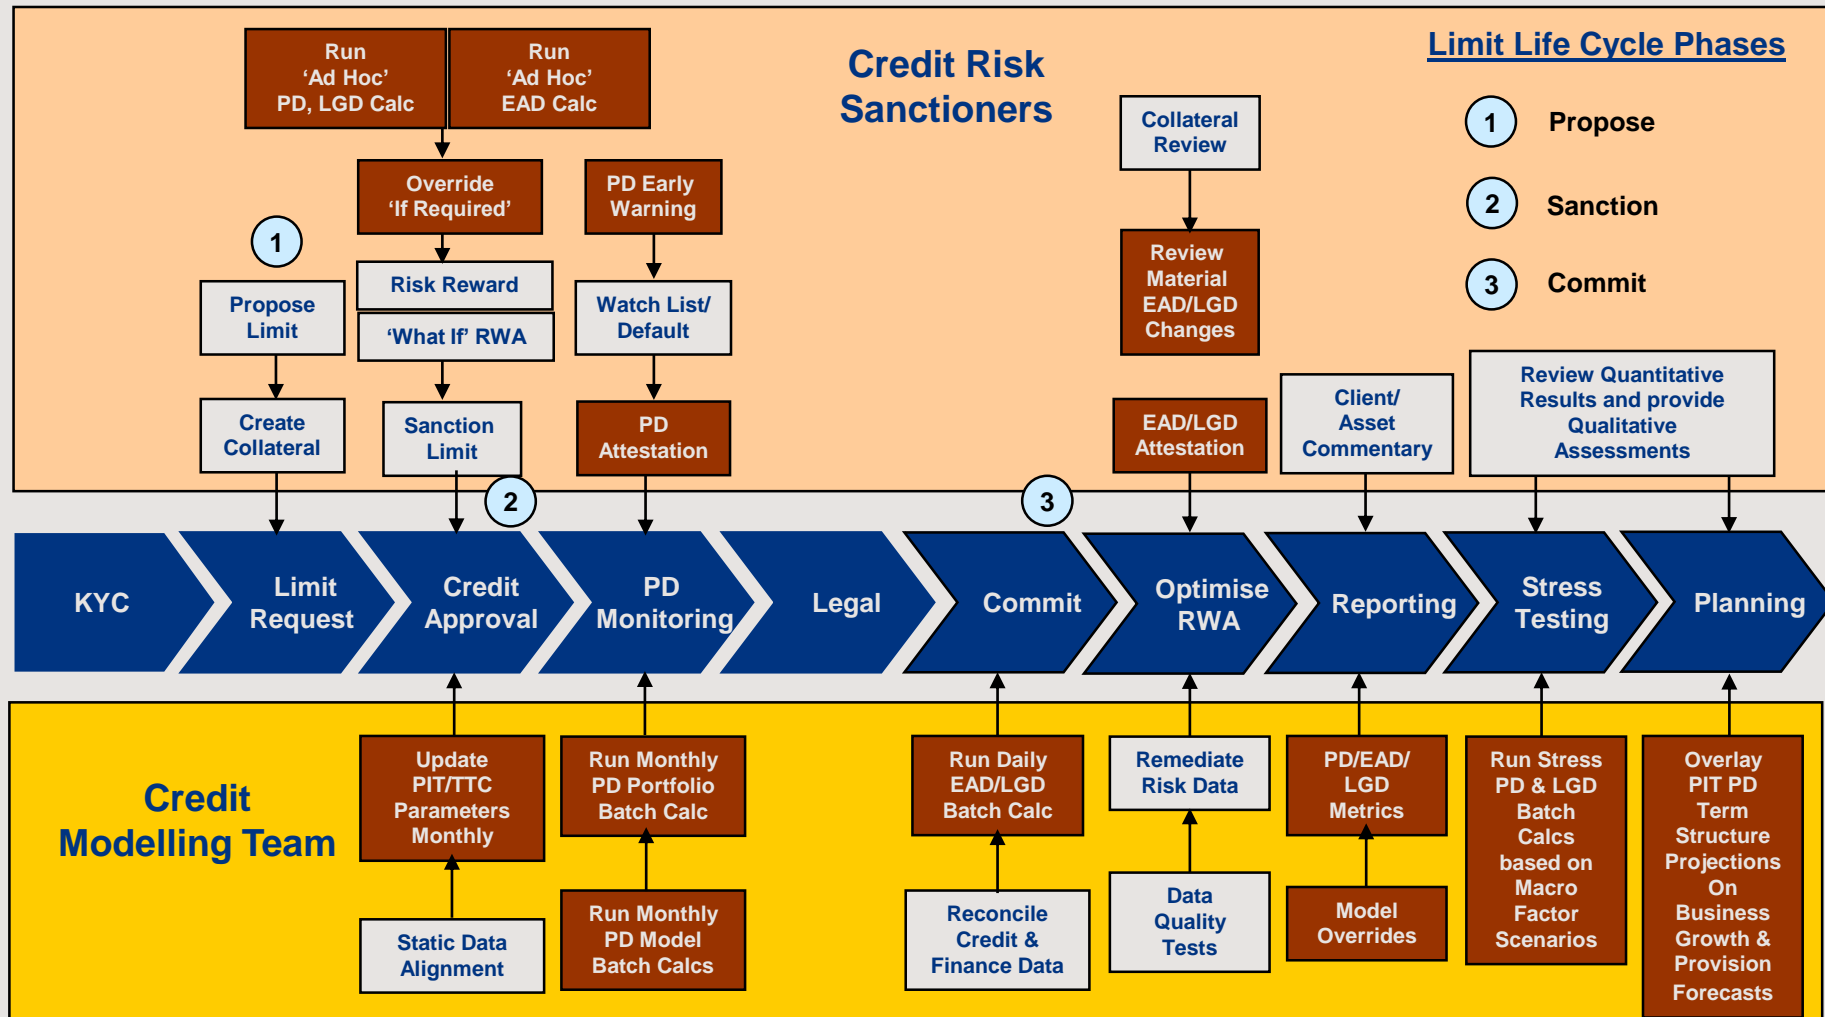 Run
‘Ad Hoc’
PD, LGD Calc
Run
‘Ad Hoc’
EAD Calc
Credit Risk
Sanctioners
Limit Life Cycle Phases
1 Propose
2 Sanction
3 Commit
Override
‘If Required’
PD Early
Warning
Collateral
Review
1
Propose
Limit
Risk Reward
‘What If’ RWA
Watch List/
Default
Review
Material
EAD/LGD
Changes
Create
Collateral
Sanction
Limit
PD
Attestation
EAD/LGD
Attestation
Client/
Asset
Commentary
Review Quantitative
Results and provide
Qualitative
Assessments
2
3
KYC
Limit
Request
Credit
Approval
PD
Monitoring
Legal
Commit
Optimise
RWA
Reporting
Stress
Testing
Planning
Credit
Modelling Team
Update
PIT/TTC
Parameters
Monthly
Static Data
Alignment
Run Monthly
PD Portfolio
Batch Calc
Run Monthly
PD Model
Batch Calcs
Run Daily
EAD/LGD
Batch Calc
Reconcile
Credit &
Finance Data
Remediate
Risk Data
Data
Quality
Tests
PD/EAD/
LGD
Metrics
Model
Overrides
Run Stress
PD & LGD
Batch
Calcs
based on
Macro
Factor
Scenarios
Overlay
PIT PD
Term
Structure
Projections
On
Business
Growth &
Provision
Forecasts